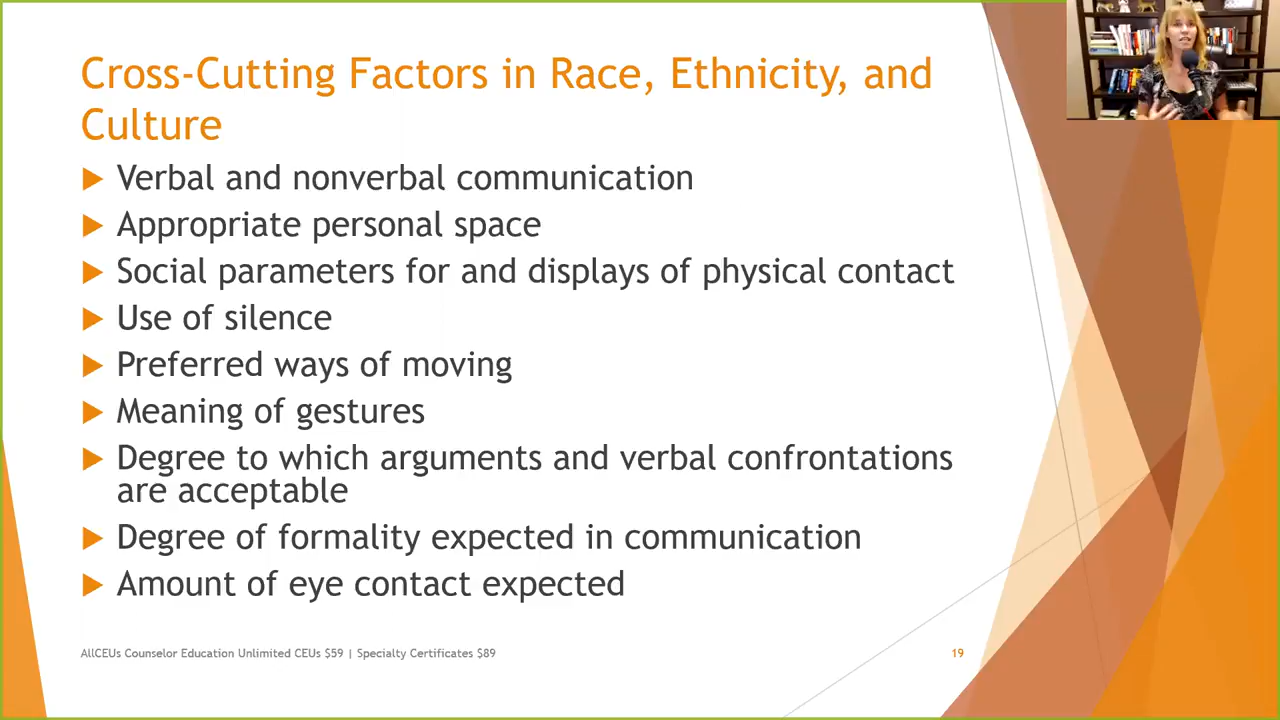 Cross-Cutting Factors in Race, Ethnicity, and
Culture
Verbal and nonverbal communication
Appropriate personal space
Social parameters for and displays of physical contact
Use of silence
Preferred ways of moving
Meaning of gestures
Degree to which arguments and verbal confrontations
are acceptable
Degree of formality expected in communication
Amount of eye contact expected
AllCEUs Counselor Education Unlimited CEUs $59 | Specialty Certificates $89
19